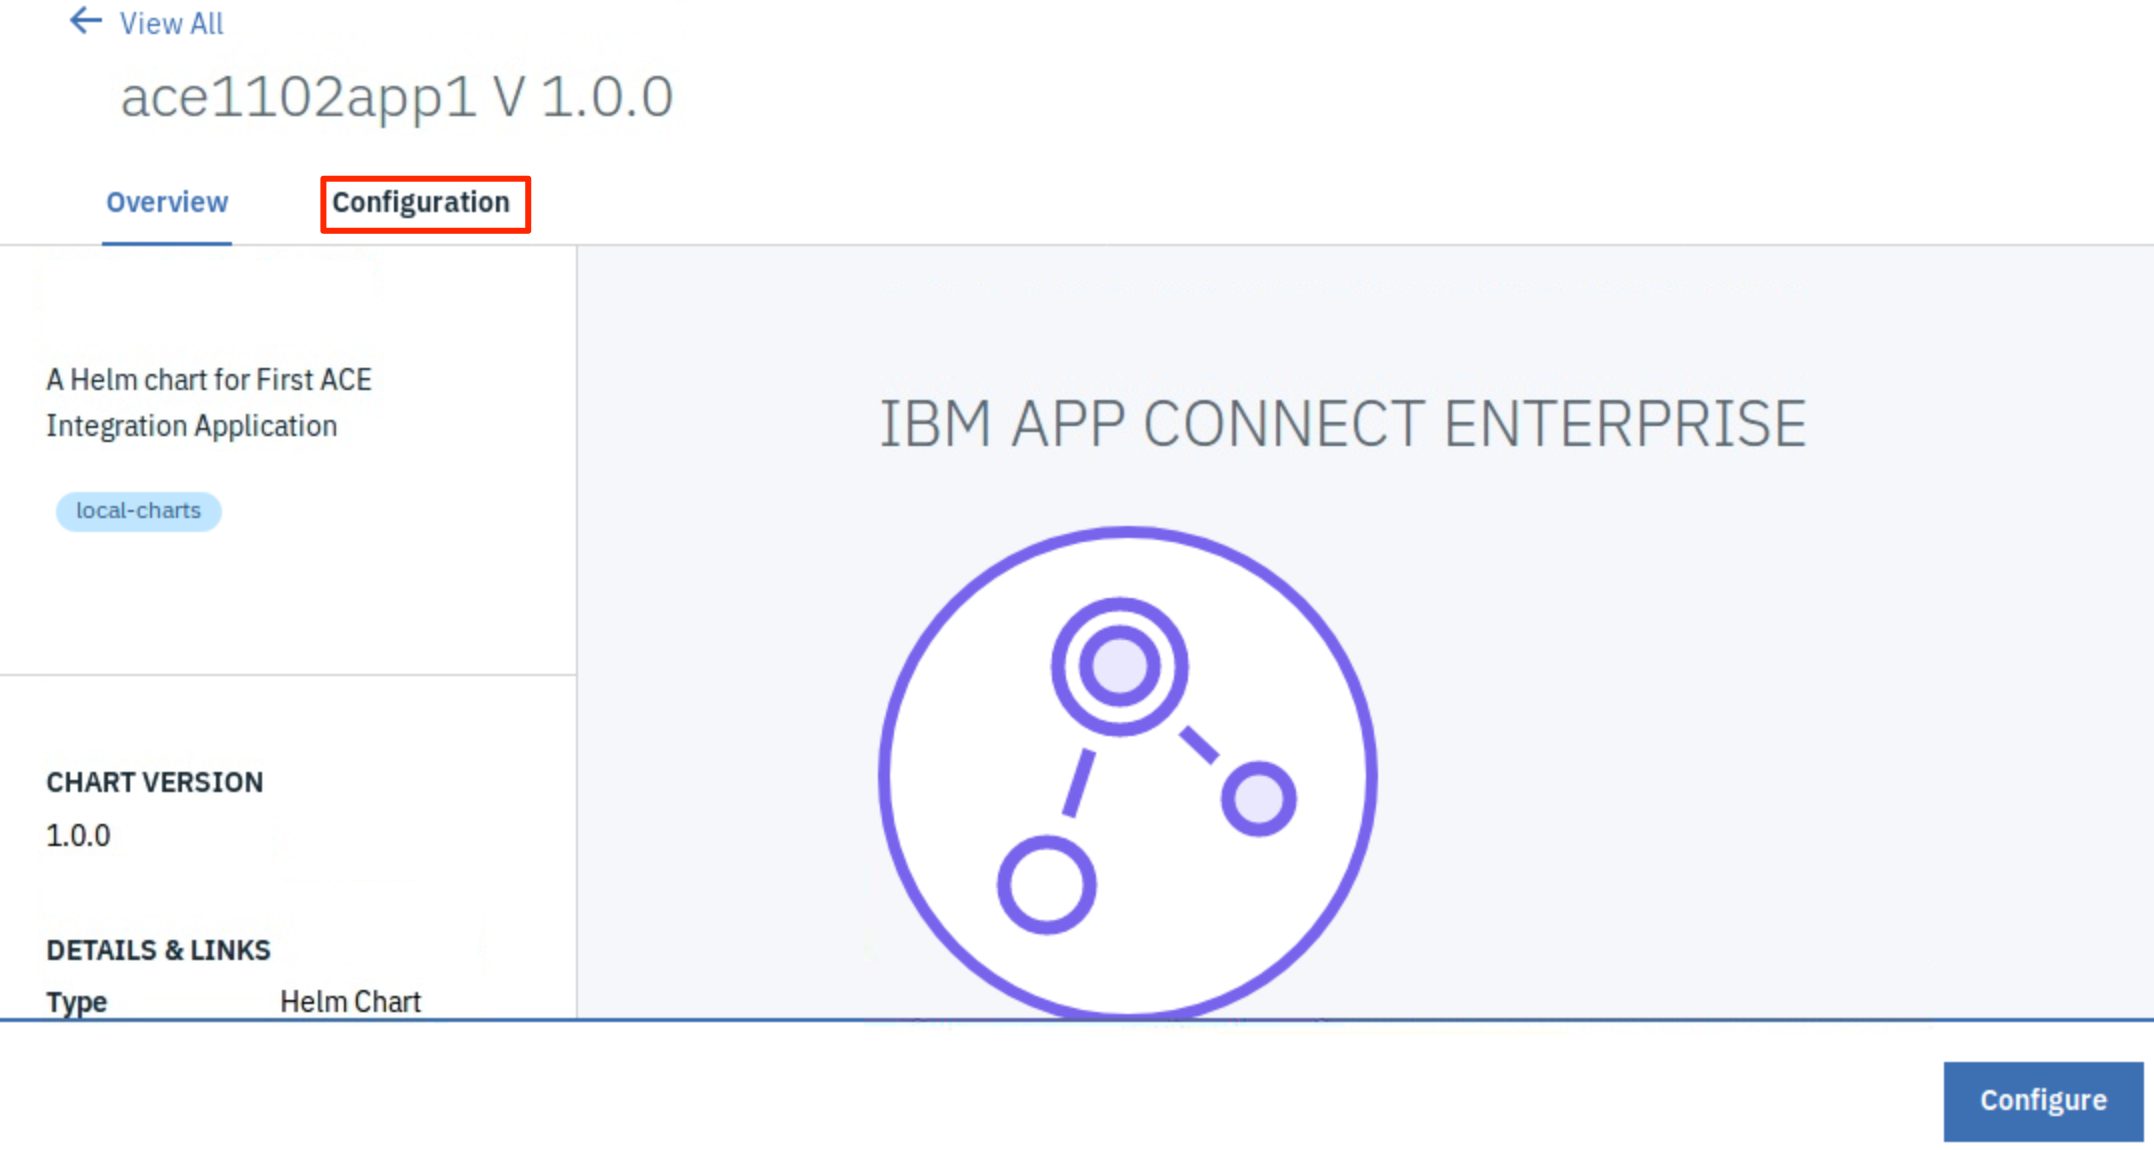 View All
ace1102app1 V 1.0.0
Overview
Configuration
A Helm chart for First ACE
Integration Application
local-charts
CHART VERSION
1.0.0
DETAILS & LINKS
Type Helm Chart
IBM APP CONNECT ENTERPRISE
Configure